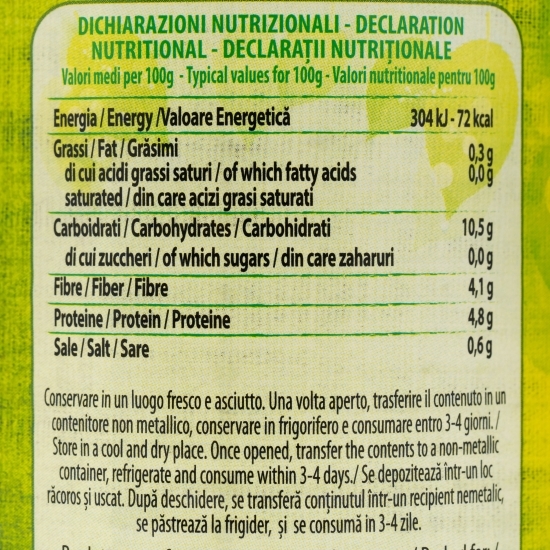 DICHIARAZIONI NUTRIZIONALI - DECLARATION
NUTRITIONAL - DECLARAȚII NUTRIȚIONALE
Valori medi per 100g - Typical values for 100g - Valori nutritionale pentru 100g
Energia / Energy /Valoare Energetică 304 kJ - 72 kcal
Grassi / Fat / Grăsimi 0,3 g
di cui acidi grassi saturi / of which fatty acids 0,0 g
saturated / din care acizi grasi saturati
Carboidrati / Carbohydrates / Carbohidrati 10,5 g
di cui zuccheri / of which sugars / din care zaharuri 0,0 g
Fibre / Fiber / Fibre 4,1 g
Proteine / Protein / Proteine 4,8 g
Sale / Salt / Sare 0,6 g
Conservare in un luogo fresco e asciutto. Una volta aperto, trasferire il contenuto in un
contenitore non metallico, conservare in frigorifero e consumare entro 3-4 giorni. /
Store in a cool and dry place. Once opened, transfer the contents to a non-metallic
container, refrigerate and consume within 3-4 days./ Se depozitează într-un loc
răcoros și uscat. După deschidere, se transferă conținutul într-un recipient nemetalic,
se păstrează la frigider, și se consumă in 3-4 zile.